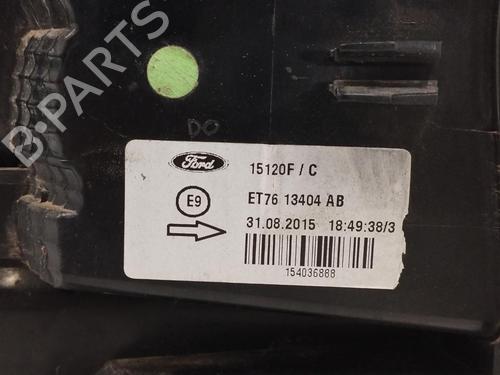 B-PARTS
DO
Ford
15120F / C
E9
ET76 13404 AB
31.08.2015 18:49:38/3
154036888